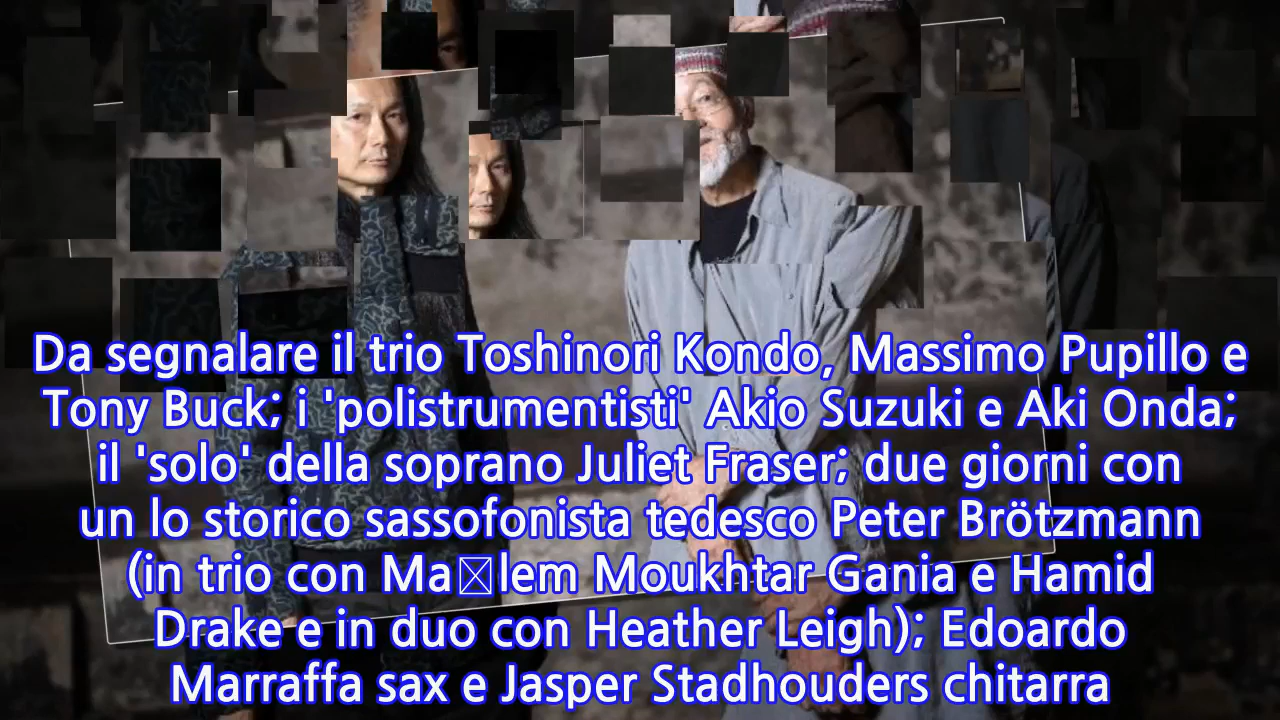 Da segnalare il trio Toshinori Kondo, Massimo Pupillo e
Tony Buck; i 'polistrumentisti' Akio Suzuki e Aki Onda;
il 'solo' della soprano Juliet Fraser; due giorni con
un lo storico sassofonista tedesco Peter Brötzmann
(in trio con Ma⍰lem Moukhtar Gania e Hamid
Drake e in duo con Heather Leigh); Edoardo
Marraffa sax e Jasper Stadhouders chitarra